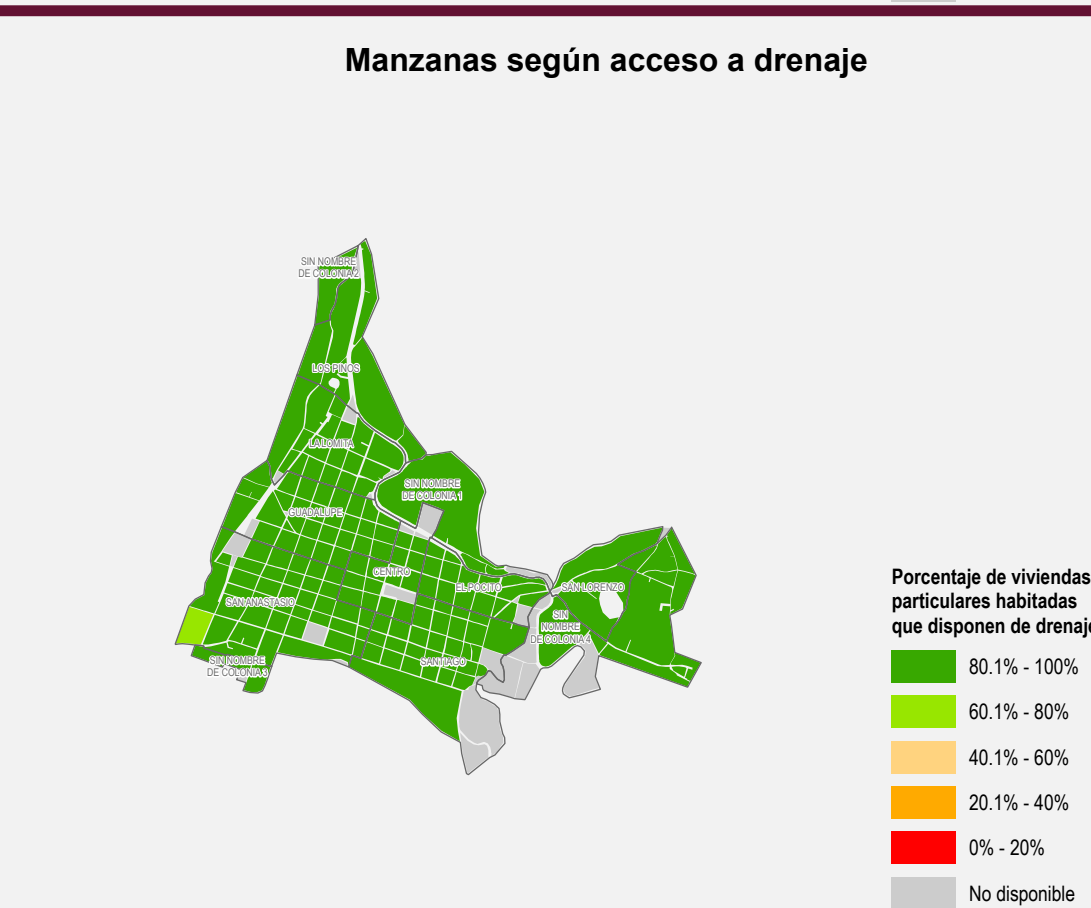 Manzanas según acceso a drenaje
SIN NOMBRE
DE COLONIA 2
LOS PINOS
LA LOMITA
SIN NOMBRE
DE COLONIA 1
GUADALUPE
CENTRO
EL POCITO
SAN LORENZO
SAN ANASTASIO
SIN
NOMBRE
DE COLONIA 4
SANTIAGO
SIN NOMBRE
DE COLONIA 3
Porcentaje de viviendas
particulares habitadas
que disponen de drenaje
80.1% - 100%
60.1% - 80%
40.1% - 60%
20.1% - 40%
0% - 20%
No disponible